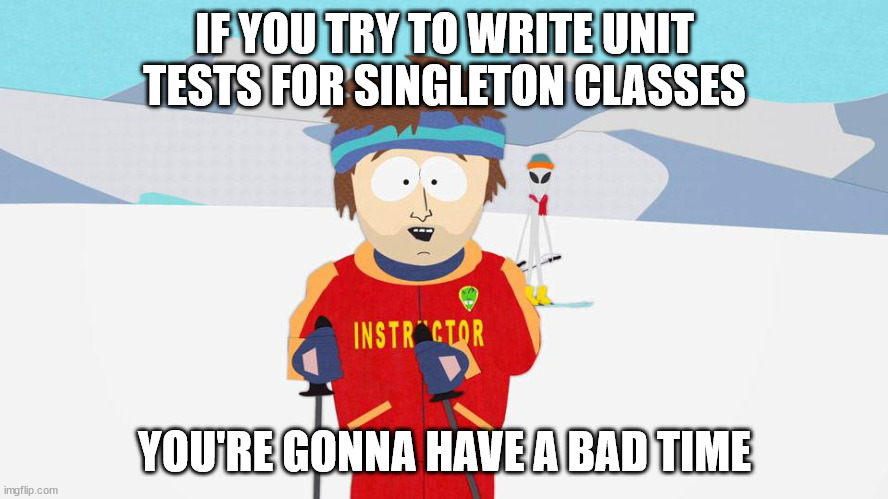 IF YOU TRY TO WRITE UNIT
TESTS FOR SINGLETON CLASSES
INSTRUCTOR
YOU'RE GONNA HAVE A BAD TIME
imgflip.com